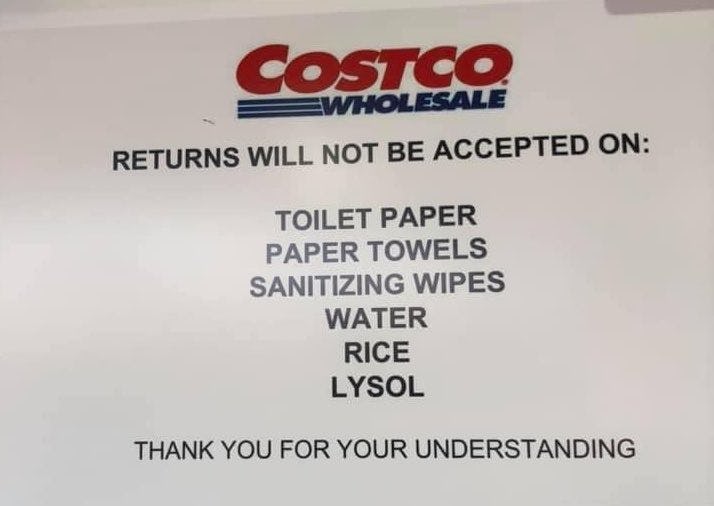 COSTCO
WHOLESALE
RETURNS WILL NOT BE ACCEPTED ON:
TOILET PAPER
PAPER TOWELS
SANITIZING WIPES
WATER
RICE
LYSOL
THANK YOU FOR YOUR UNDERSTANDING